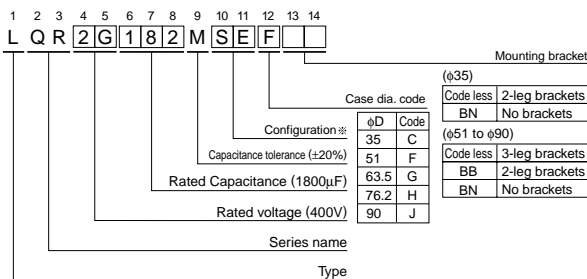 1 2 3 4 5 6 7 8 9 10 11 12 13 14
L Q R 2 G 1 8 2 M S E F
Mounting bracket
(φ35)
Code less 2-leg brackets
BN No brackets
(φ51 to φ90)
Code less 3-leg brackets
BB 2-leg brackets
BN No brackets
Case dia. code
φD Code
35 C
51 F
63.5 G
76.2 H
90 J
Configuration※
Capacitance tolerance (±20%)
Rated Capacitance (1800μF)
Rated voltage (400V)
Series name
Type